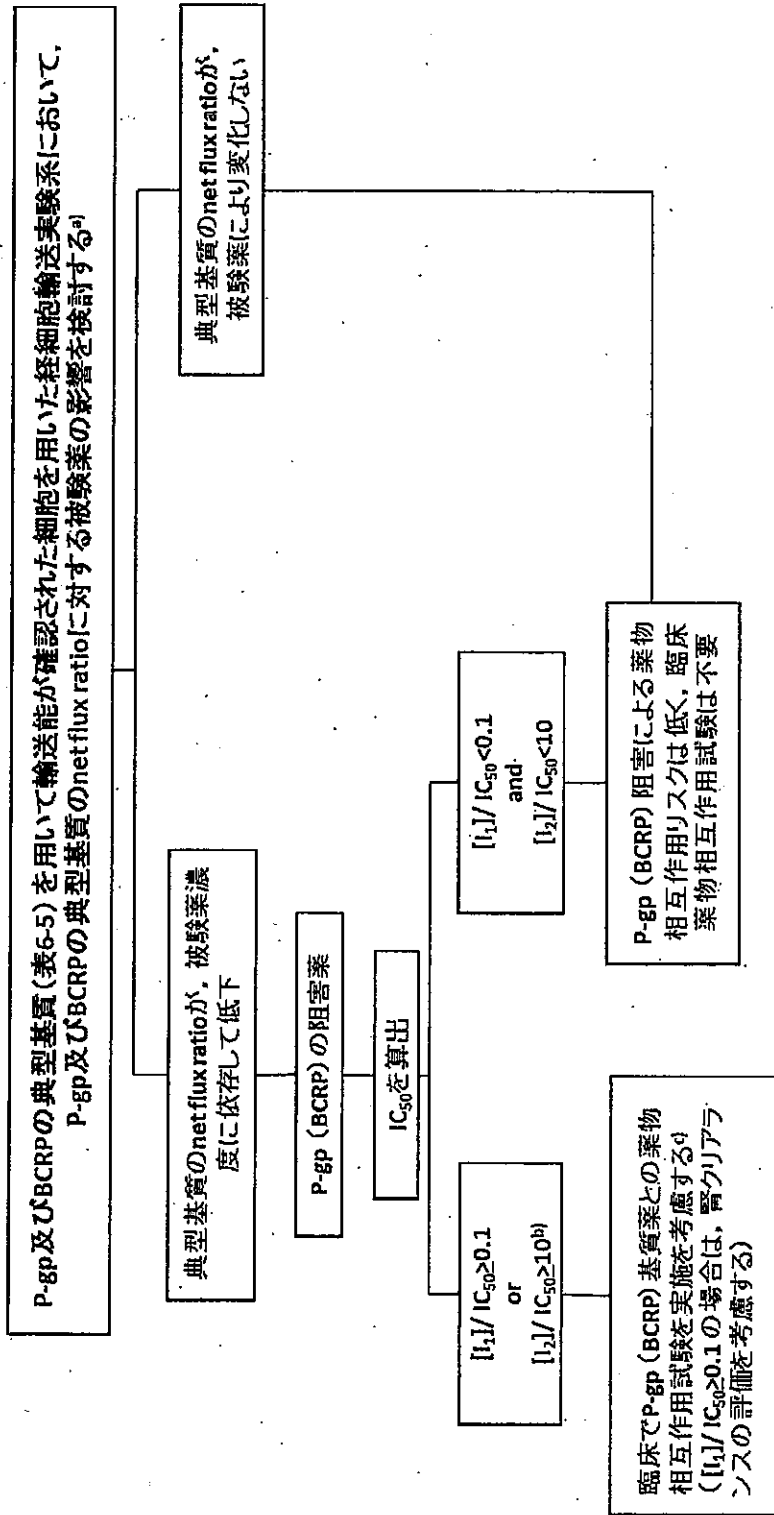 P-gp及びBCRPの典型基質(表6-5)を用いて輸送能が確認された細胞を用いた経細胞輸送実験系において,
P-gp及びBCRPの典型基質のnet flux ratioに対する被験薬の影響を検討するa)
典型基質のnet flux ratioが, 被験薬濃
度に依存して低下
典型基質のnet flux ratioが,
被験薬により変化しない
P-gp（BCRP）の阻害薬
IC50を算出
[I1]/ IC50≥0.1
or
[I2]/ IC50≥10b)
[I1]/ IC50<0.1
and
[I2]/ IC50<10
臨床でP-gp（BCRP）基質薬との薬物
相互作用試験を実施を考慮するc)
（[I1]/ IC50≥0.1の場合は, 腎クリアラ
ンスの評価を考慮する）
P-gp（BCRP）阻害による薬物
相互作用リスクは低く, 臨床
薬物相互作用試験は不要